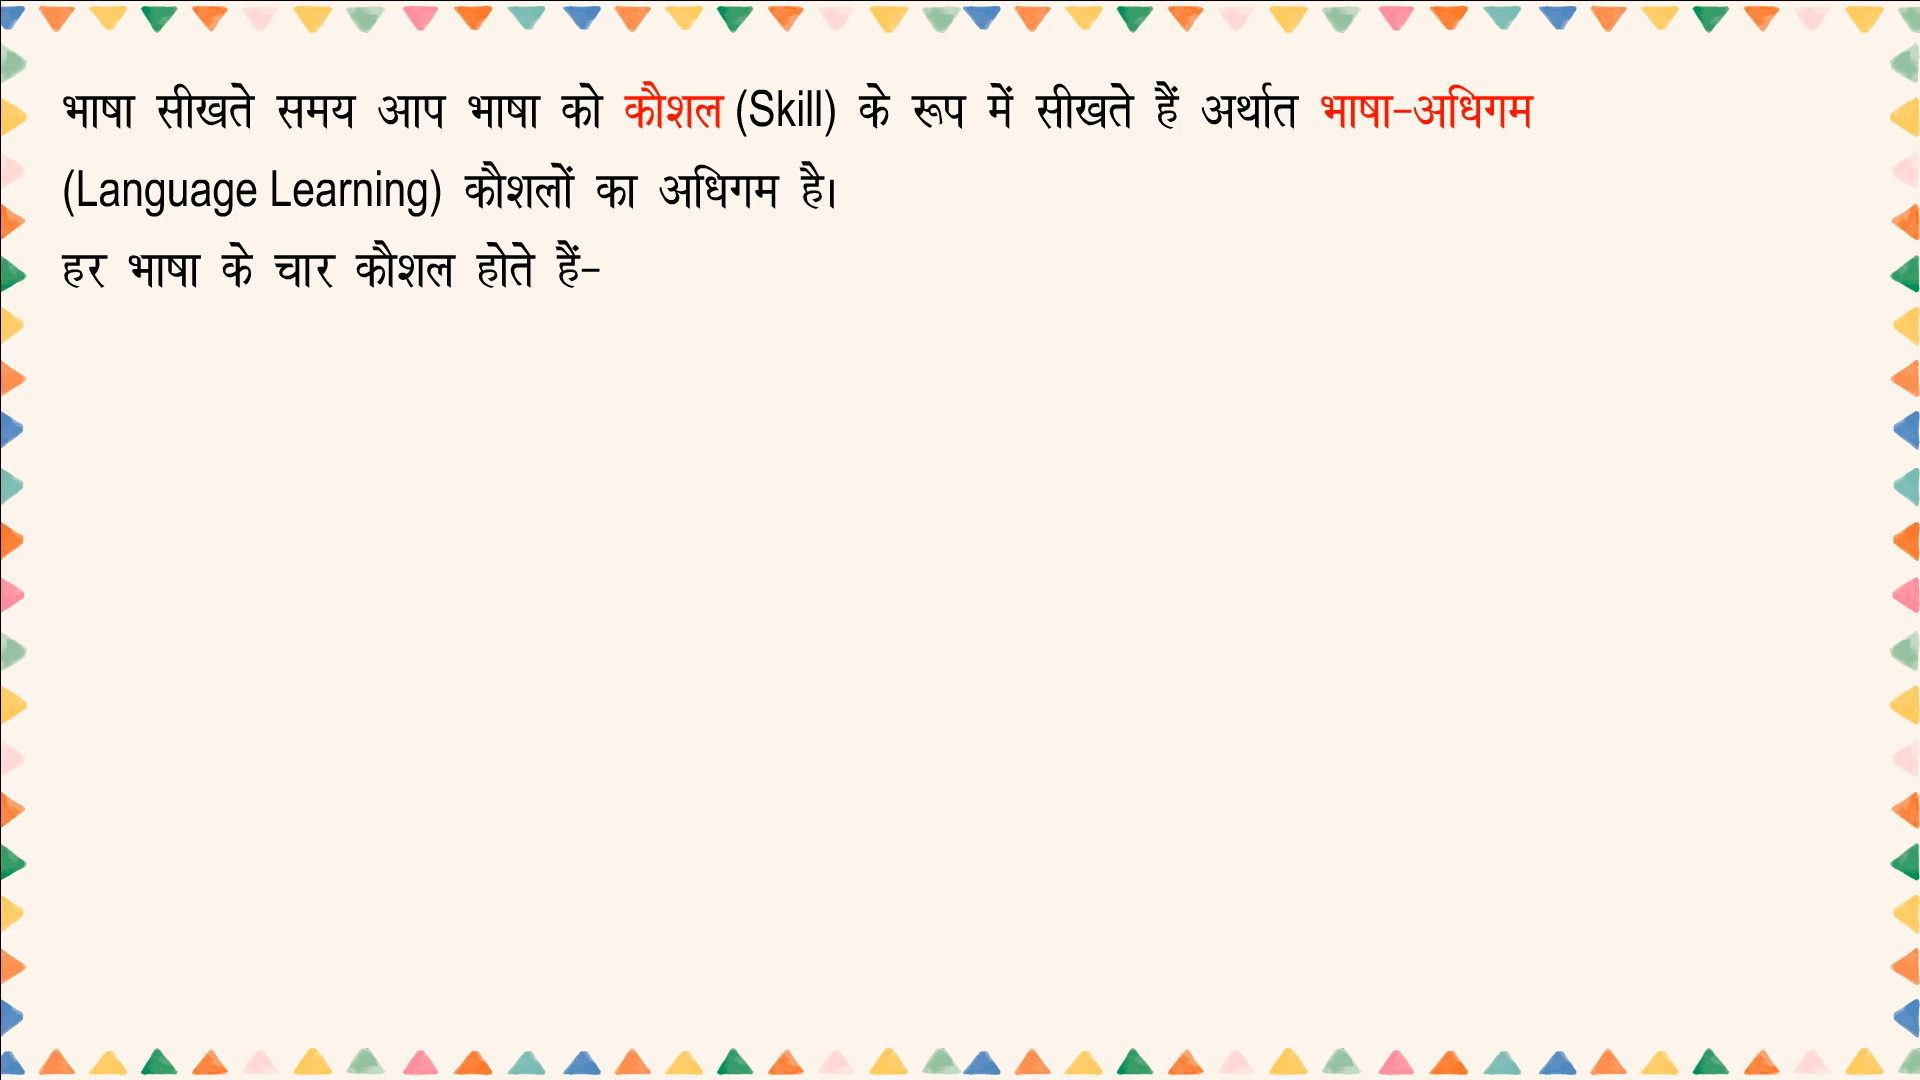 भाषा सीखते समय आप भाषा को कौशल (Skill) के रूप में सीखते हैं अर्थात भाषा-अधिगम
(Language Learning) कौशलों का अधिगम है।
हर भाषा के चार कौशल होते हैं-